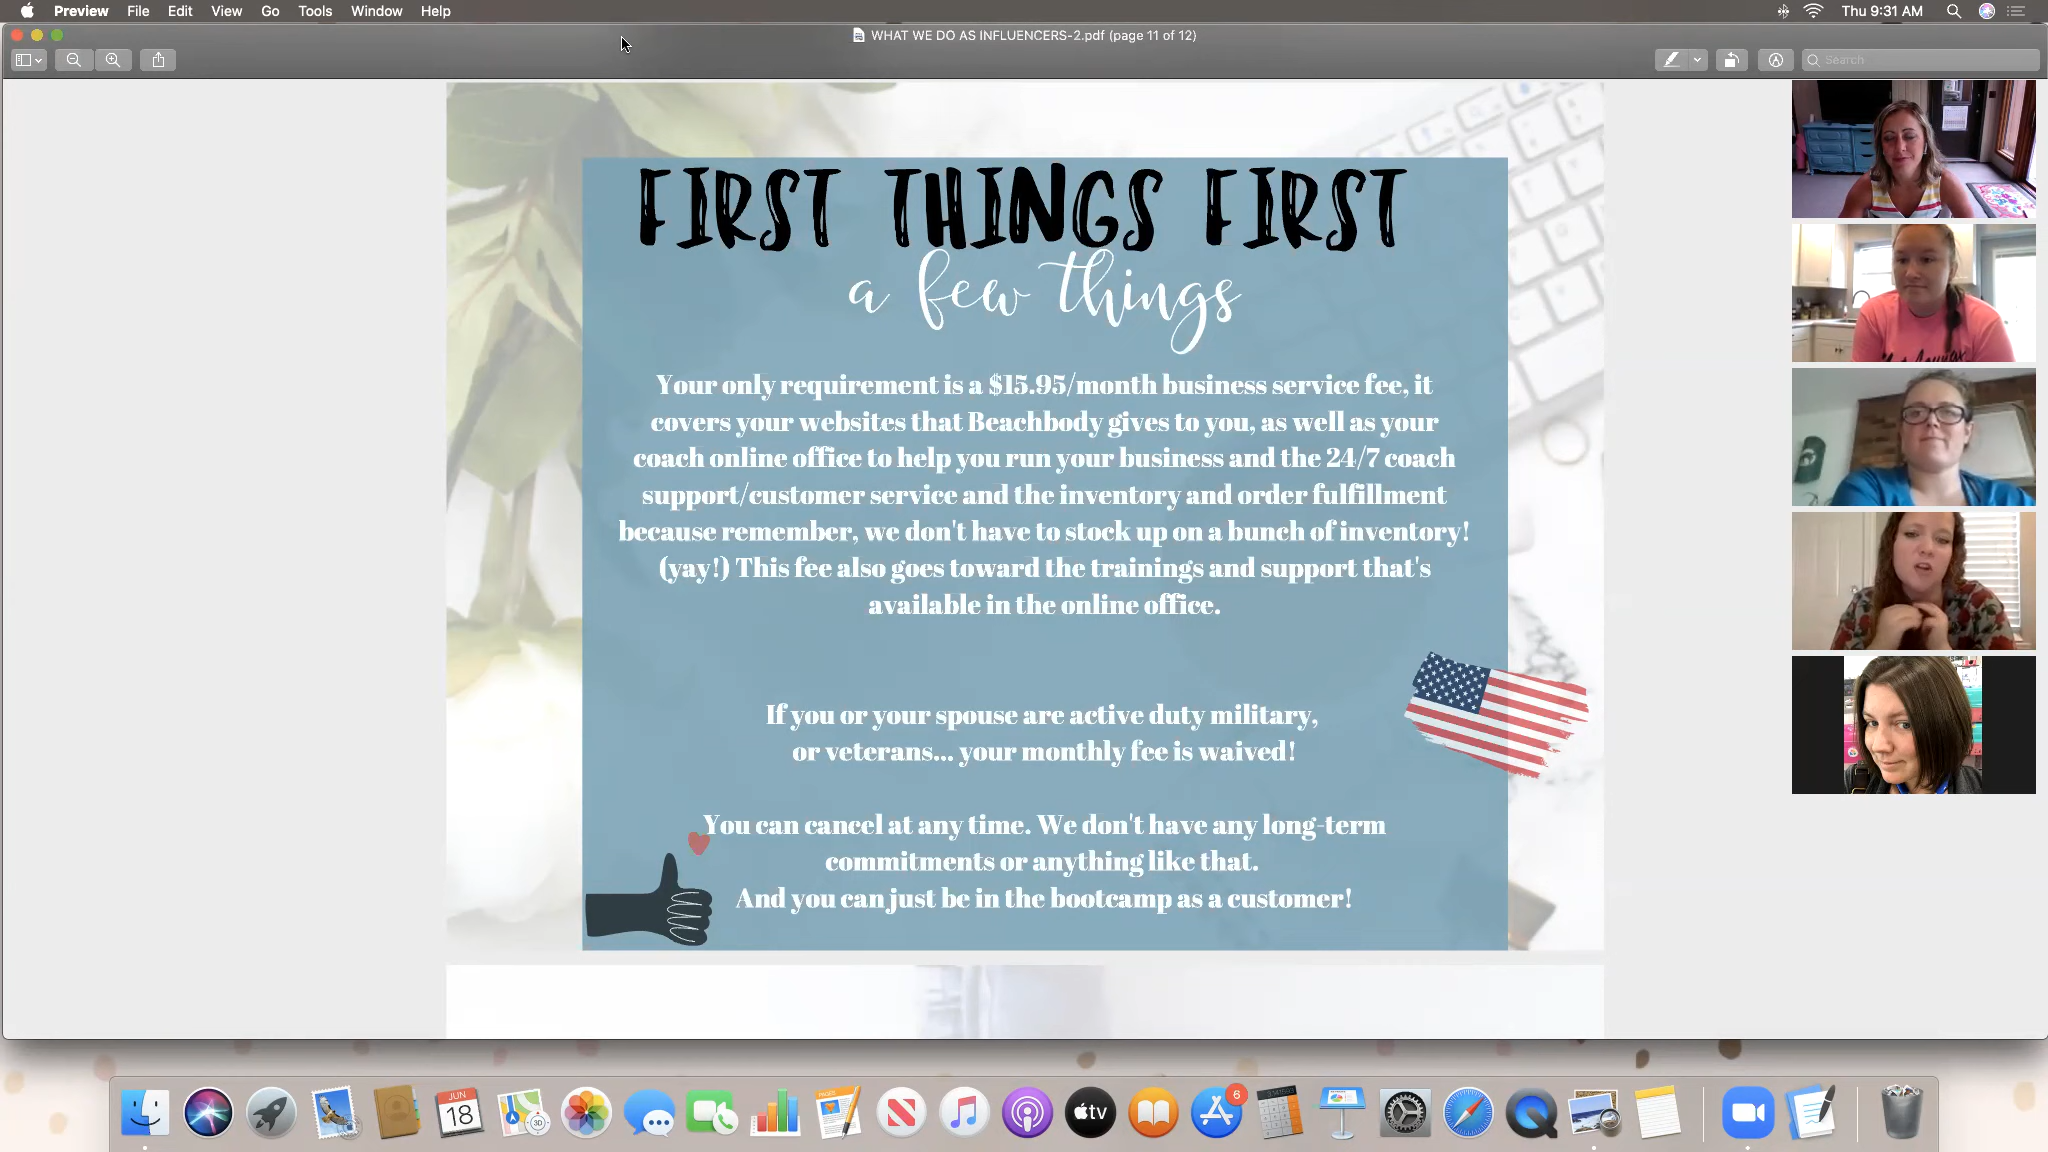 Preview File Edit View Go Tools Window Help
Thu 9:31 AM
WHAT WE DO AS INFLUENCERS-2.pdf (page 11 of 12)
Search
FIRST THINGS FIRST
a few things
Your only requirement is a $15.95/month business service fee, it
covers your websites that Beachbody gives to you, as well as your
coach online office to help you run your business and the 24/7 coach
support/customer service and the inventory and order fulfillment
because remember, we don't have to stock up on a bunch of inventory!
(yay!) This fee also goes toward the trainings and support that's
available in the online office.
If you or your spouse are active duty military,
or veterans... your monthly fee is waived!
You can cancel at any time. We don't have any long-term
commitments or anything like that.
And you can just be in the bootcamp as a customer!
JUN
18
3D
PAGES
tv
6